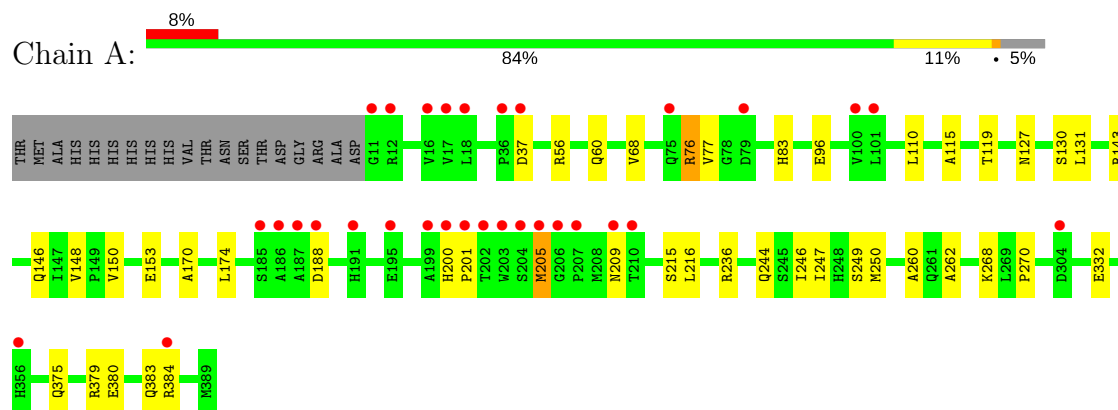 8%
Chain A:
84% 11% • 5%
THR MET ALA HIS HIS HIS HIS HIS HIS VAL THR ASN SER THR ASP GLY ARG ALA ASP G11 R12 V16 V17 L18 P36 D37 R56 Q60 V68 Q75 R76 V77 G78 D79 H83 E96 V100 L101 L110 A115 T119 N127 S130 L131
Q146 I147 V148 P149 V150 E153 A170 L174 S185 A186 A187 D188 H191 E195 A199 H200 P201 T202 W203 S204 M205 G206 P207 M208 N209 T210 S215 L216 R236 Q244 S245 I246 I247 H248 S249 M250 A260 Q261 A262 K268 L269 P270 D304 E332
H356 Q375 R379 E380 Q383 R384 M389